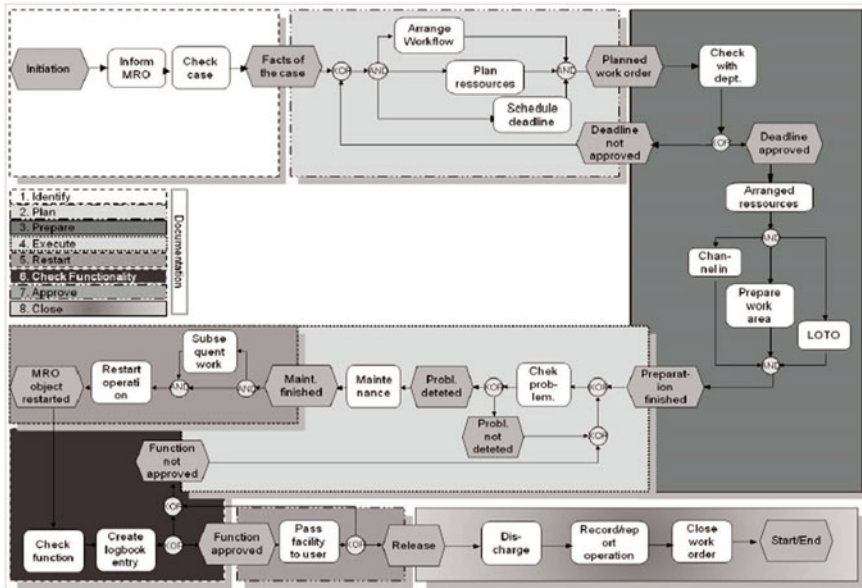 Initiation
Inform
MRO
Check
case
Facts of
the case
XOR
AND
Arrange
Workflow
Plan
ressources
Schedule
deadline
AND
Planned
work order
Check
with
dept.
XOR
Deadline
not
approved
Deadline
approved
Arranged
ressources
AND
Chan-
nel in
Prepare
work
area
LOTO
AND
1. Identify
2. Plan
3. Prepare
4. Execute
5. Restart
6. Check Functionality
7. Approve
8. Close
Documentation
Preparation
finished
XOR
Chek
prob-
lem.
XOR
Probl.
deteted
Probl.
not
deteted
XOR
Mainte
nance
Maint.
finished
AND
Subse
quent
work
AND
Restart
operati
on
MRO
object
restarted
Function
not
approved
XOR
Check
function
Create
logbook
entry
XOR
Function
approved
Pass
facility
to user
XOR
XOR
Release
Dis-
charge
Record/rep
ort
operation
Close
work
order
Start/End